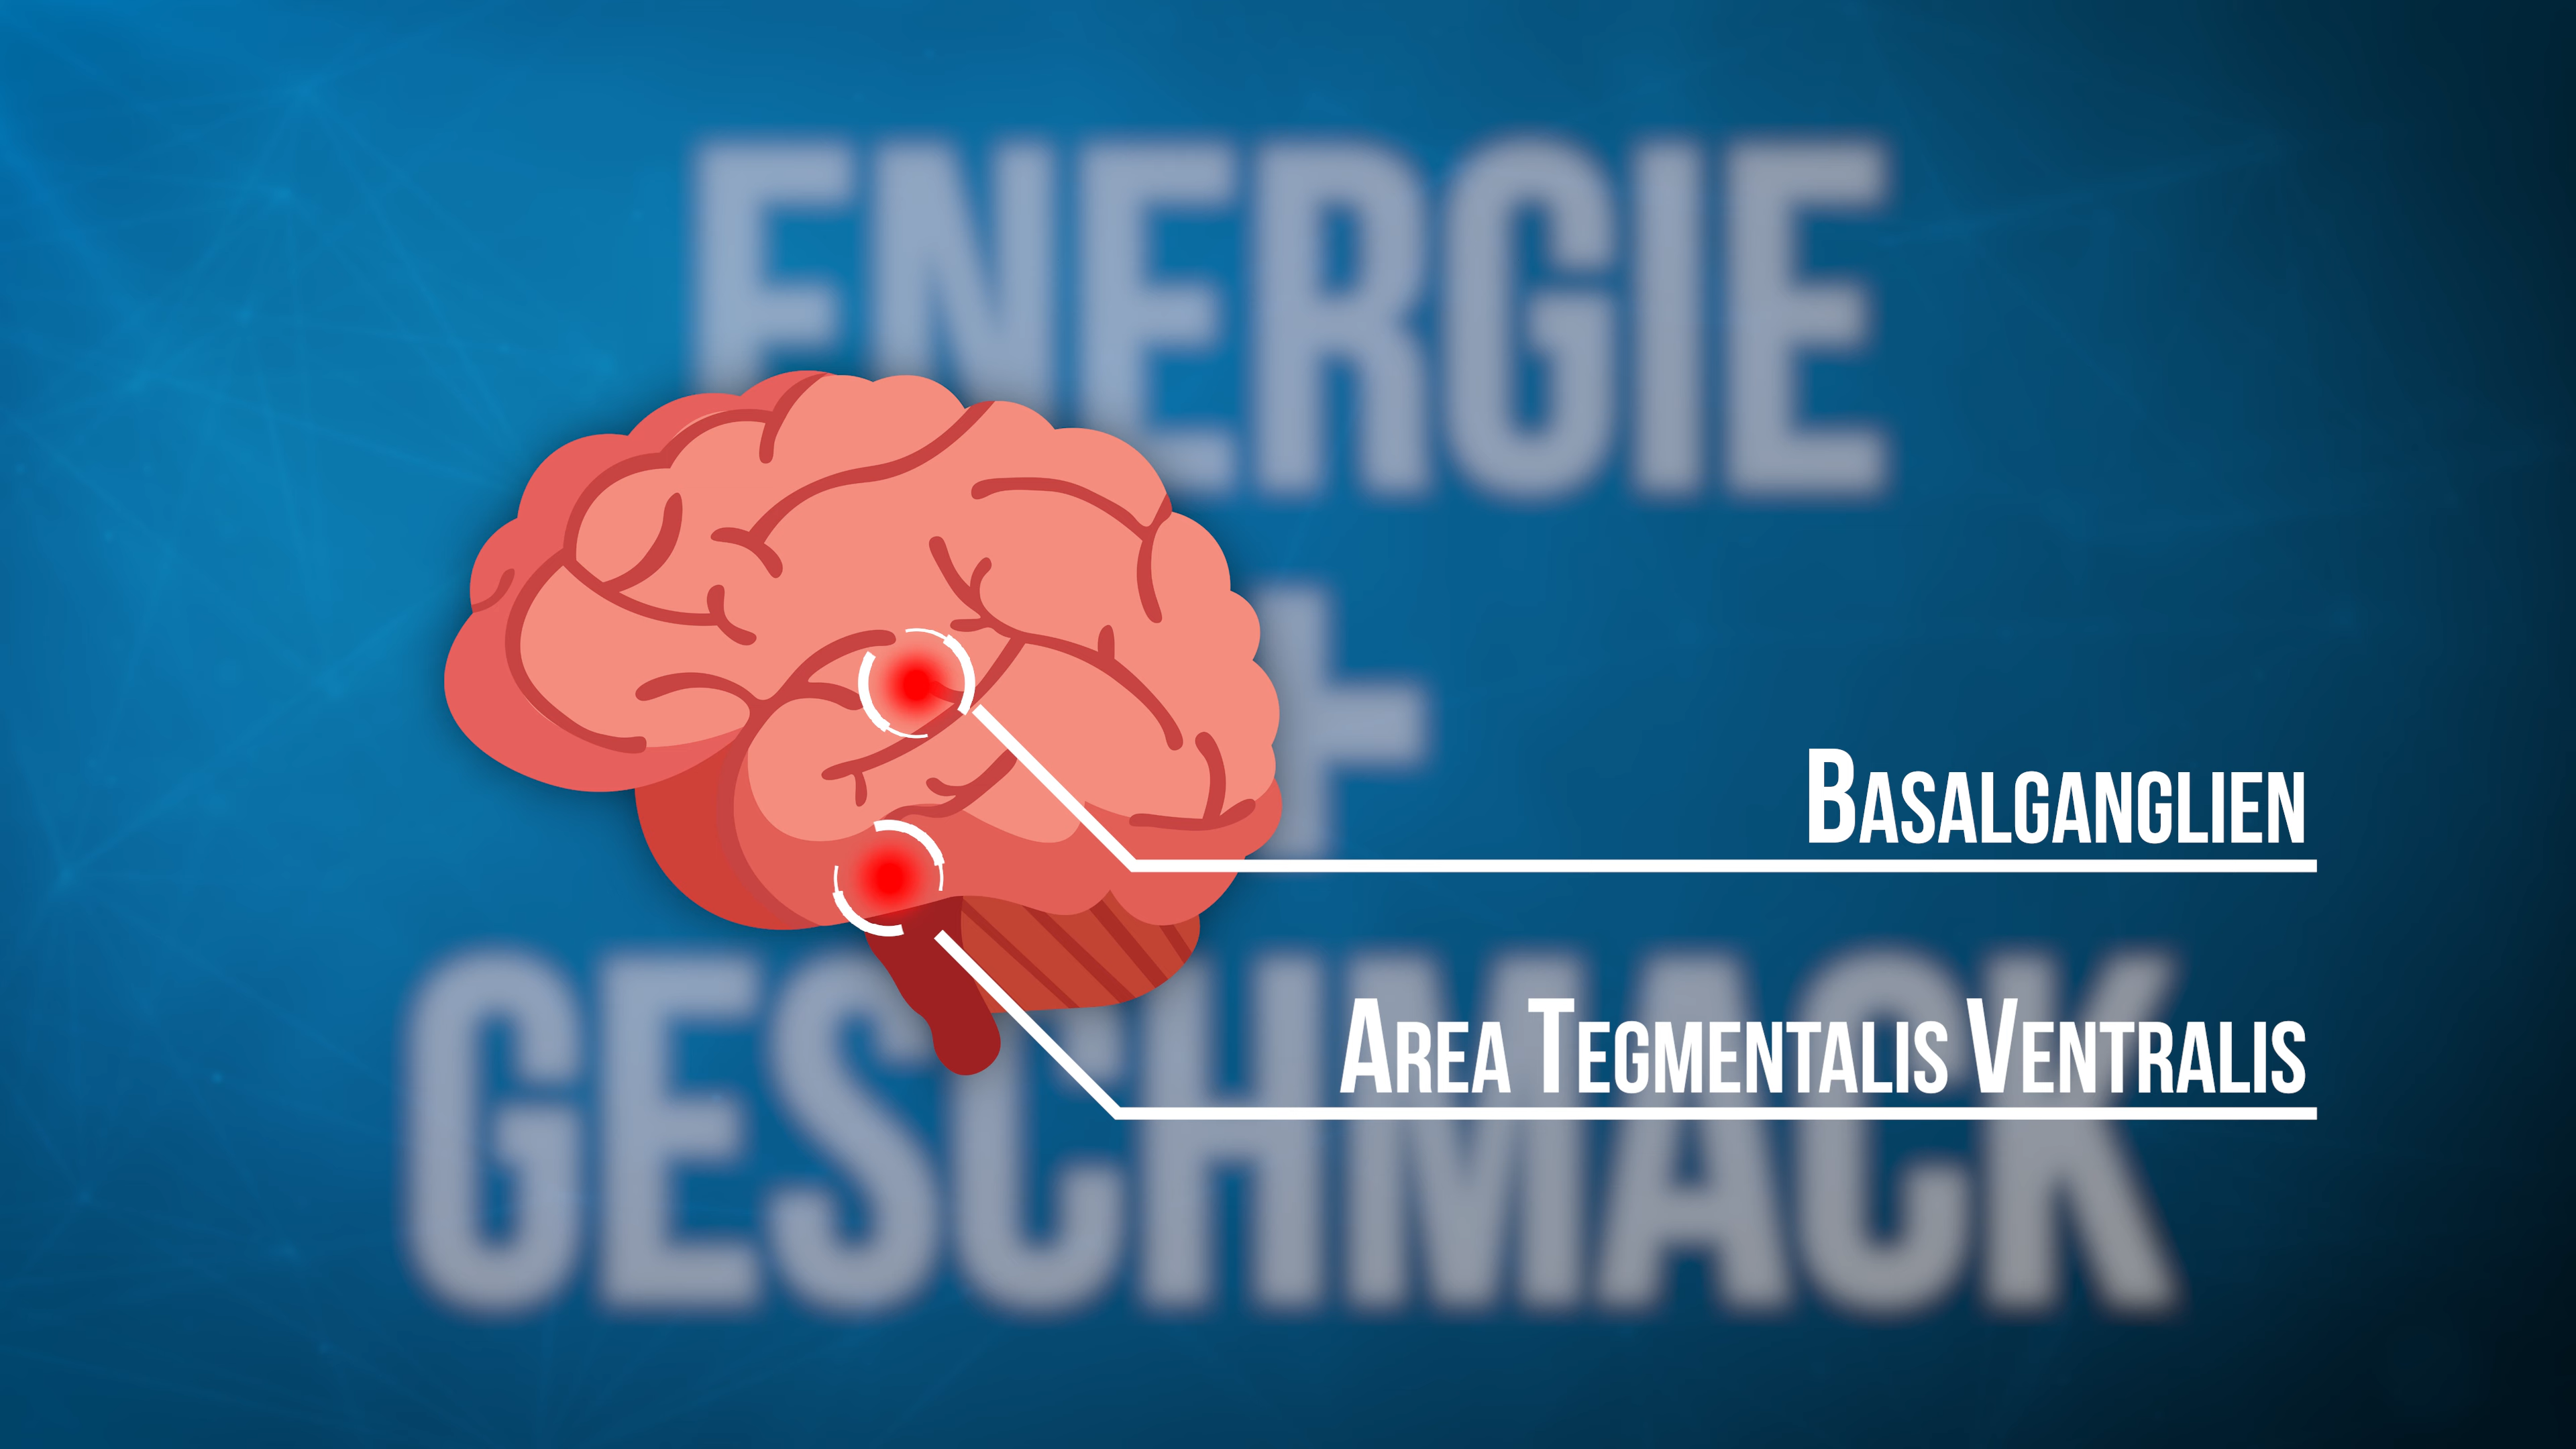 ENERGIE
+
GESCHMACK
BASALGANGLIEN
AREA TEGMENTALIS VENTRALIS